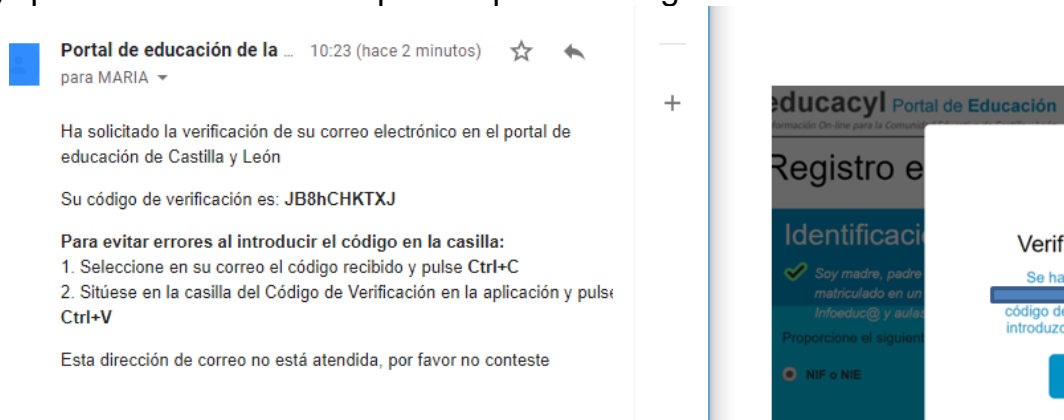 Portal de educación de la ... 10:23 (hace 2 minutos)
para MARIA
Ha solicitado la verificación de su correo electrónico en el portal de
educación de Castilla y León
Su código de verificación es: JB8hCHKTXJ
Para evitar errores al introducir el código en la casilla:
1. Seleccione en su correo el código recibido y pulse Ctrl+C
2. Sitúese en la casilla del Código de Verificación en la aplicación y pulse
Ctrl+V
Esta dirección de correo no está atendida, por favor no conteste
educacyl Portal de Educación
Registro e
Identificaci
Soy madre, padre
matriculado en un
Infoeduc@ y aulas
Proporcione el siguient
NIF o NIE
Verif
Se ha
código de
introduzc